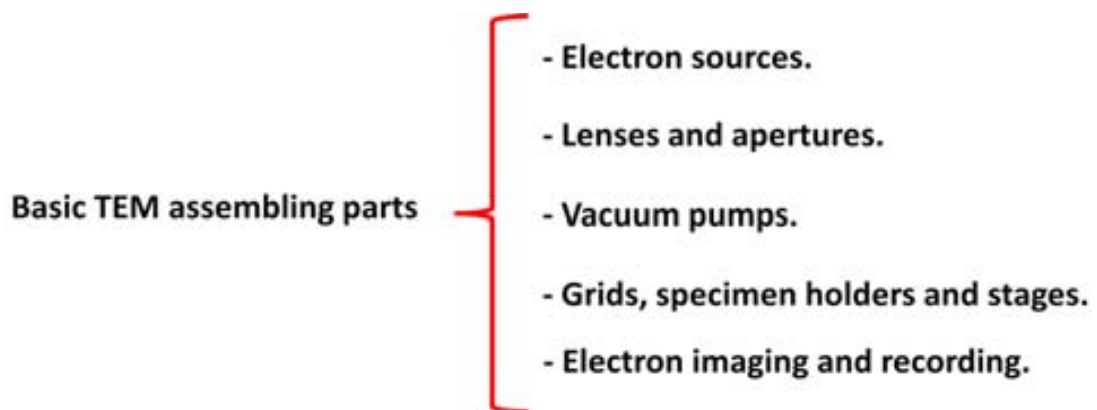 Basic TEM assembling parts
- Electron sources.
- Lenses and apertures.
- Vacuum pumps.
- Grids, specimen holders and stages.
- Electron imaging and recording.